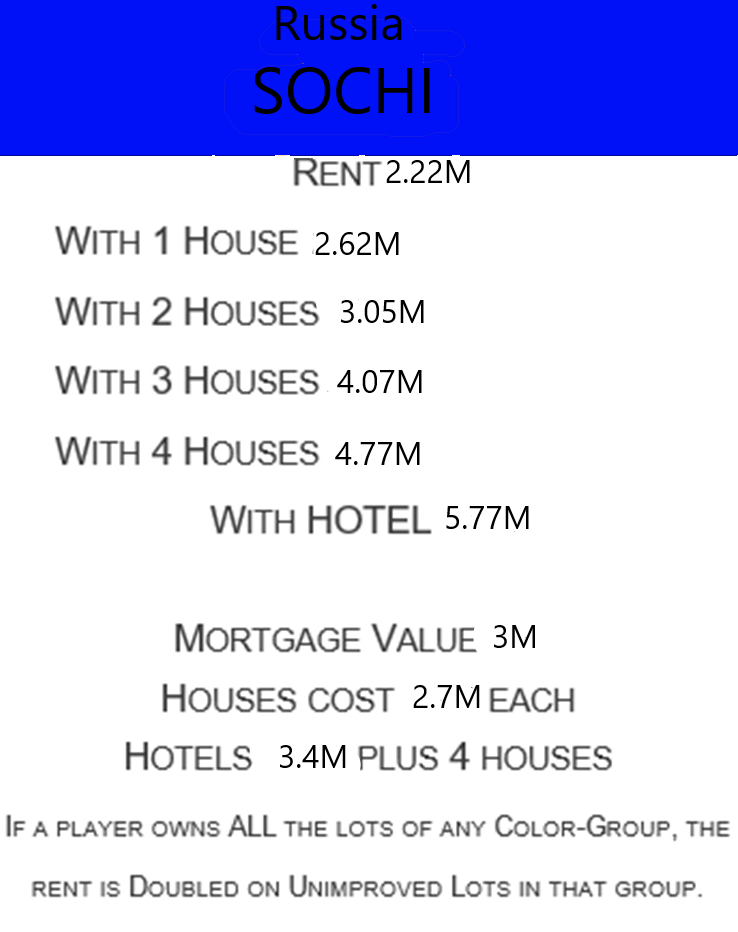 Russia
SOCHI
RENT 2.22M
WITH 1 HOUSE 2.62M
WITH 2 HOUSES 3.05M
WITH 3 HOUSES 4.07M
WITH 4 HOUSES 4.77M
WITH HOTEL 5.77M
MORTGAGE VALUE 3M
HOUSES COST 2.7M EACH
HOTELS 3.4M PLUS 4 HOUSES
IF A PLAYER OWNS ALL THE LOTS OF ANY COLOR-GROUP, THE
RENT IS DOUBLED ON UNIMPROVED LOTS IN THAT GROUP.